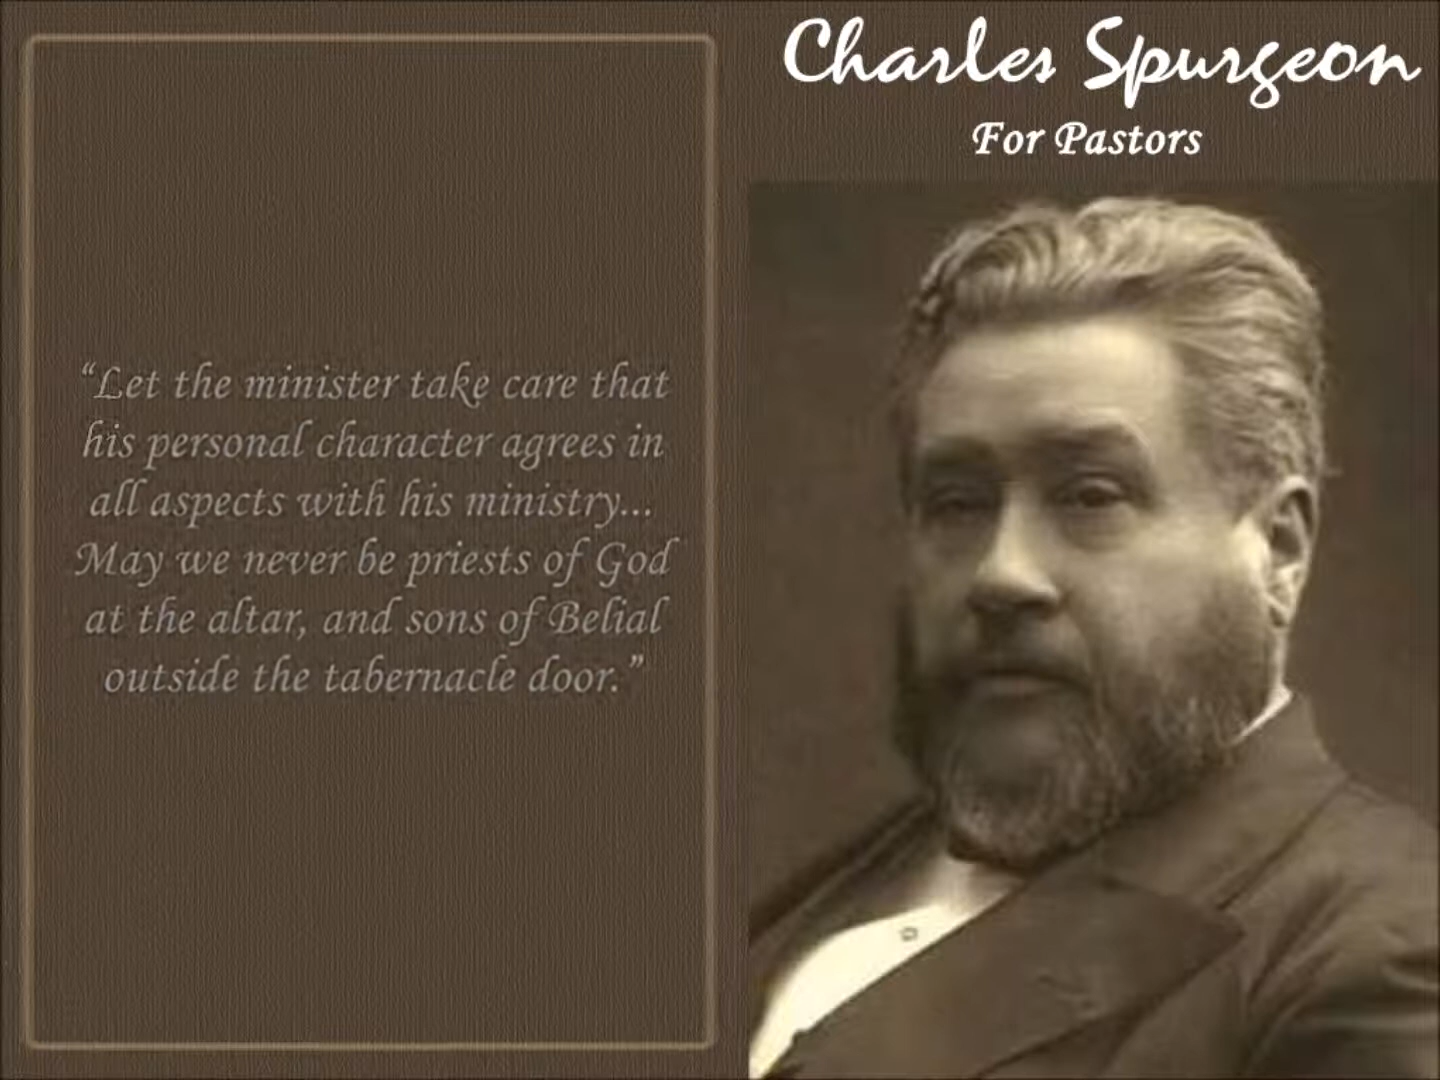 Charles Spurgeon
For Pastors
“Let the minister take care that
his personal character agrees in
all aspects with his ministry...
May we never be priests of God
at the altar, and sons of Belial
outside the tabernacle door.”